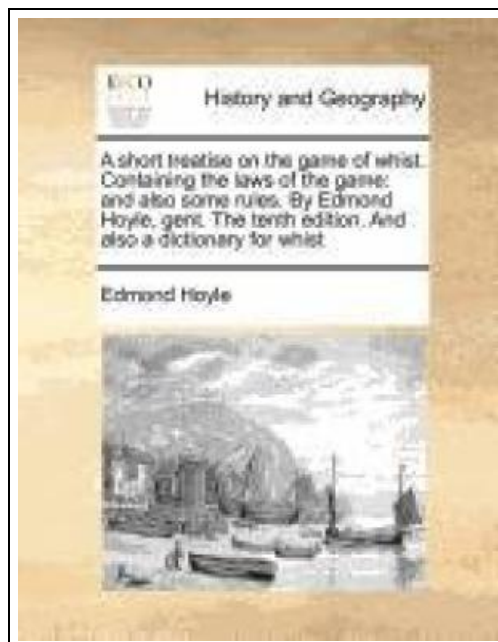 ECCO
History and Geography
A short treatise on the game of whist.
Containing the laws of the game:
and also some rules. By Edmond
Hoyle, gent. The tenth edition. And
also a dictionary for whist
Edmond Hoyle